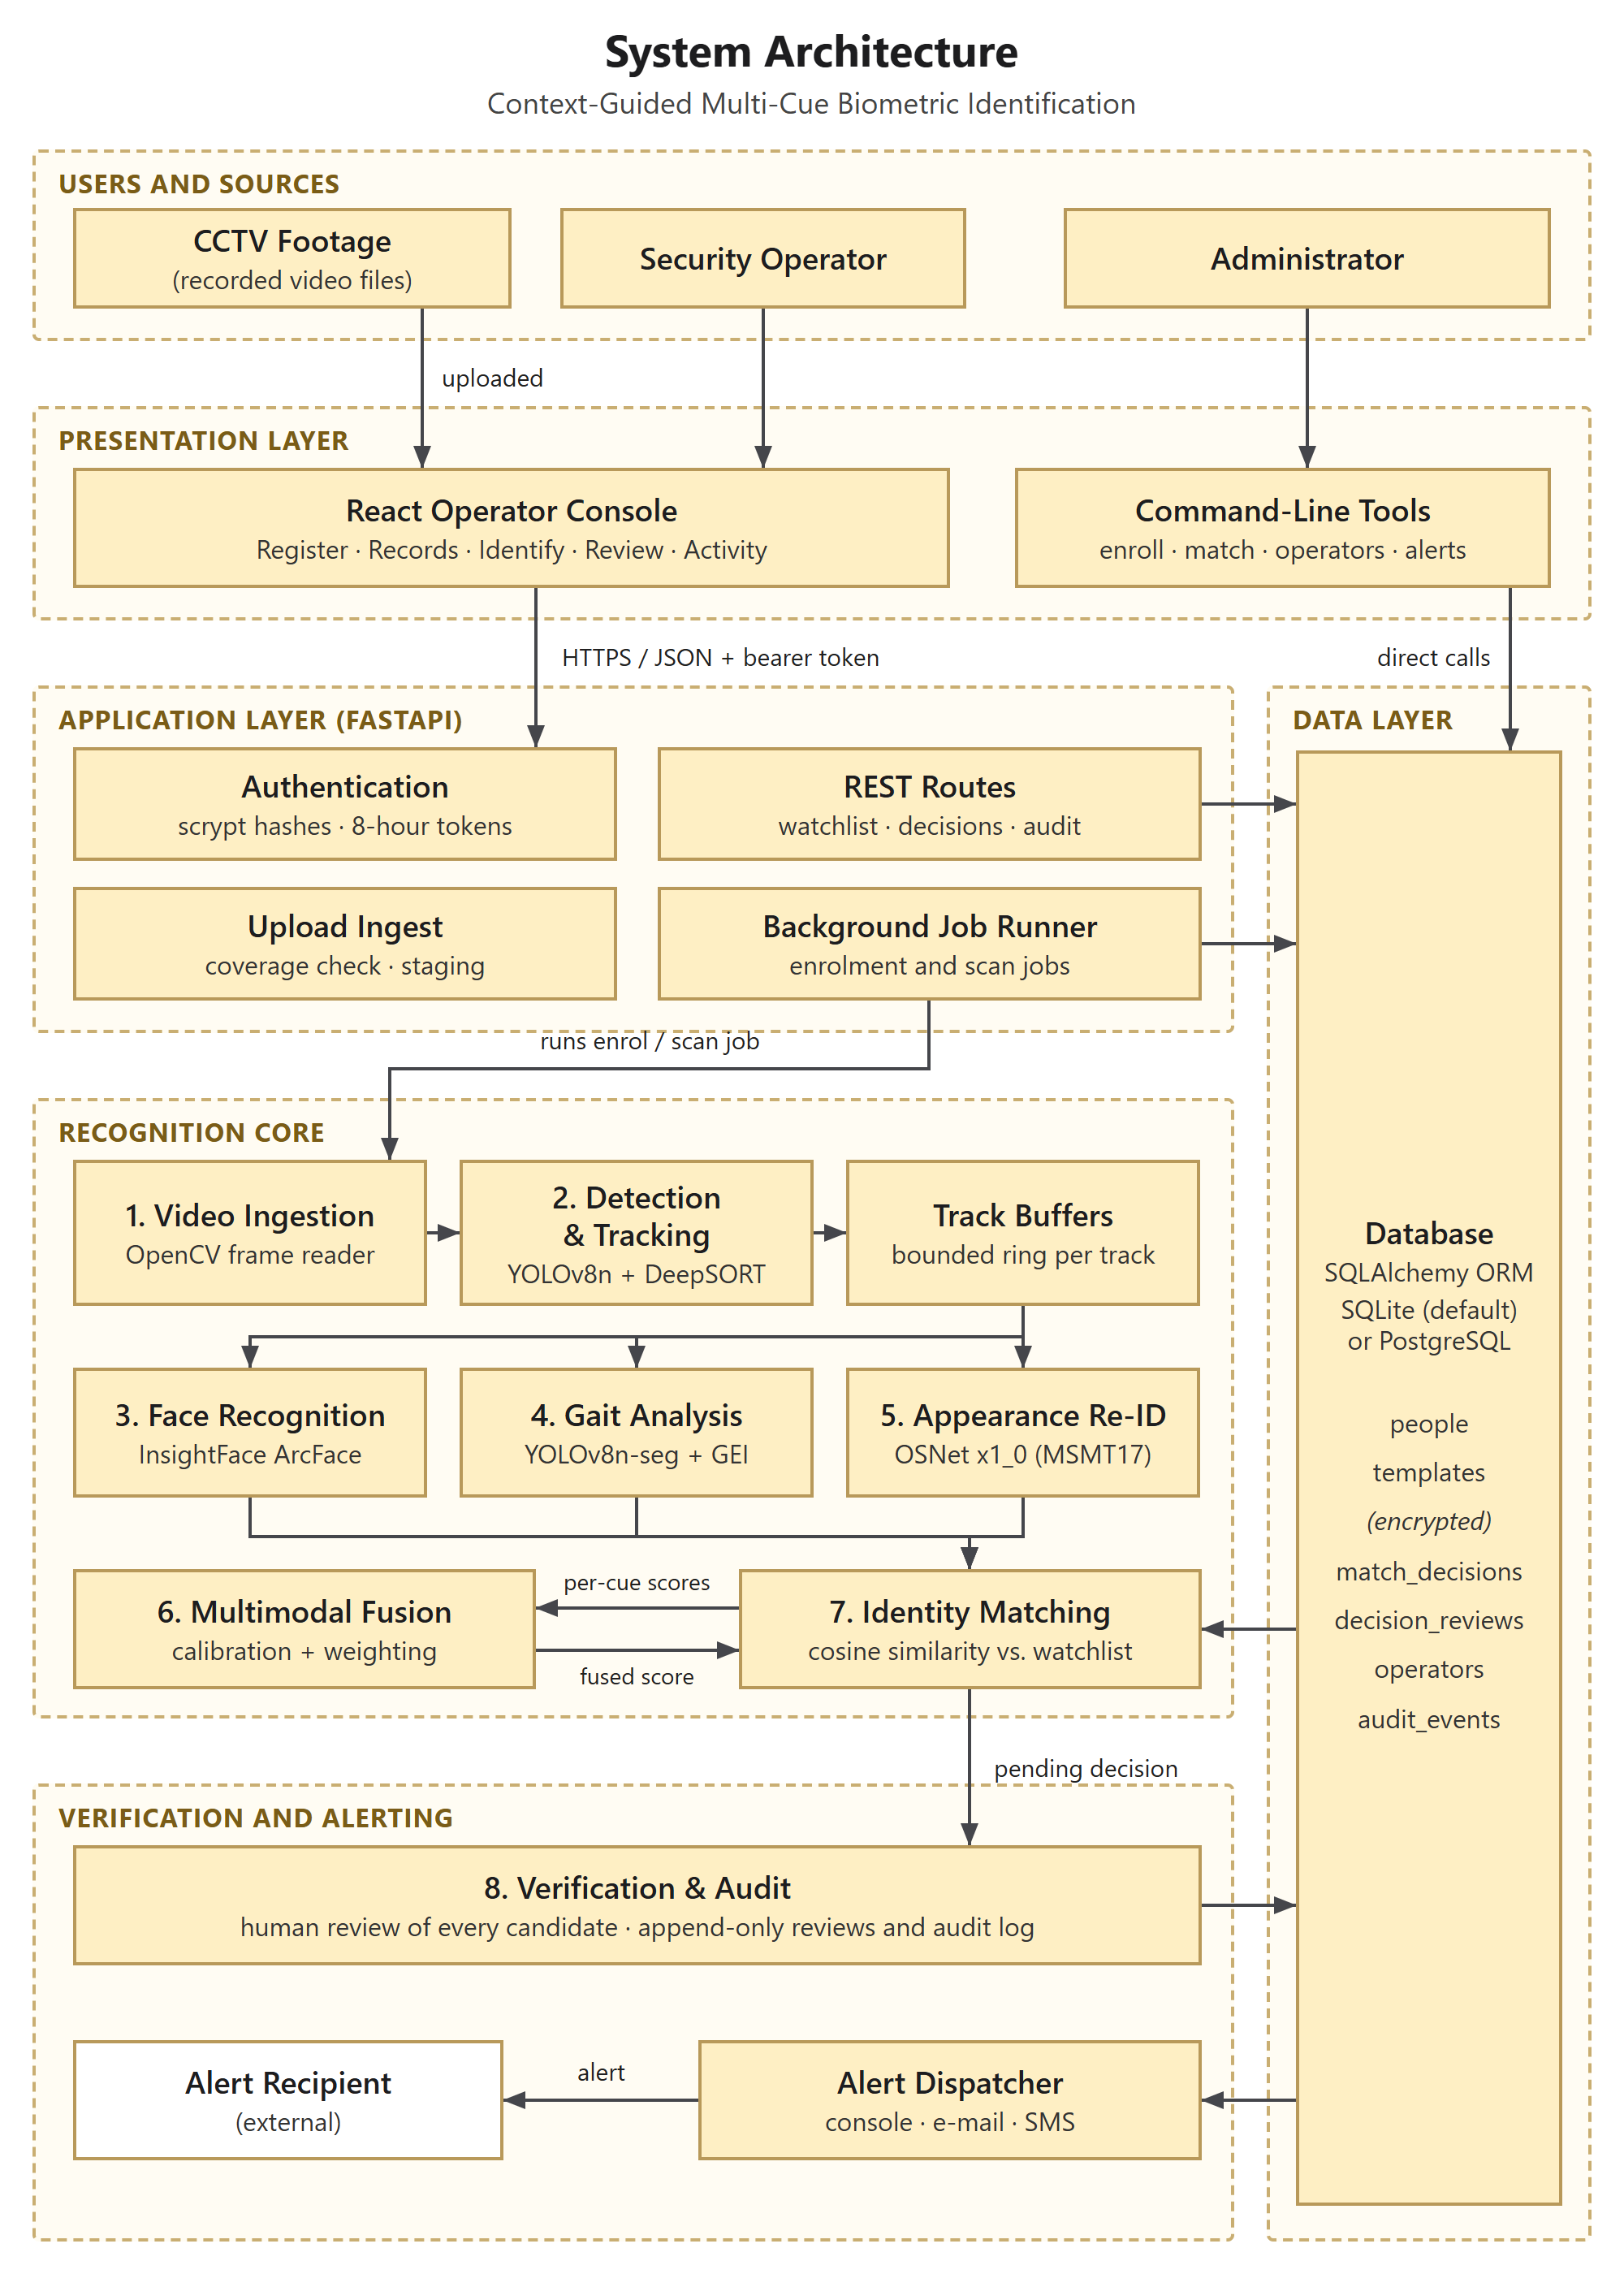 System Architecture
Context-Guided Multi-Cue Biometric Identification
USERS AND SOURCES
CCTV Footage
(recorded video files)
Security Operator
Administrator
uploaded
PRESENTATION LAYER
React Operator Console
Register · Records · Identify · Review · Activity
Command-Line Tools
enroll · match · operators · alerts
HTTPS / JSON + bearer token
direct calls
APPLICATION LAYER (FASTAPI)
Authentication
scrypt hashes · 8-hour tokens
REST Routes
watchlist · decisions · audit
Upload Ingest
coverage check · staging
Background Job Runner
enrolment and scan jobs
runs enrol / scan job
RECOGNITION CORE
1. Video Ingestion
OpenCV frame reader
2. Detection
& Tracking
YOLOv8n + DeepSORT
Track Buffers
bounded ring per track
3. Face Recognition
InsightFace ArcFace
4. Gait Analysis
YOLOv8n-seg + GEI
5. Appearance Re-ID
OSNet x1_0 (MSMT17)
6. Multimodal Fusion
calibration + weighting
per-cue scores
fused score
7. Identity Matching
cosine similarity vs. watchlist
pending decision
VERIFICATION AND ALERTING
8. Verification & Audit
human review of every candidate · append-only reviews and audit log
Alert Recipient
(external)
alert
Alert Dispatcher
console · e-mail · SMS
DATA LAYER
Database
SQLAlchemy ORM
SQLite (default)
or PostgreSQL
people
templates
(encrypted)
match_decisions
decision_reviews
operators
audit_events